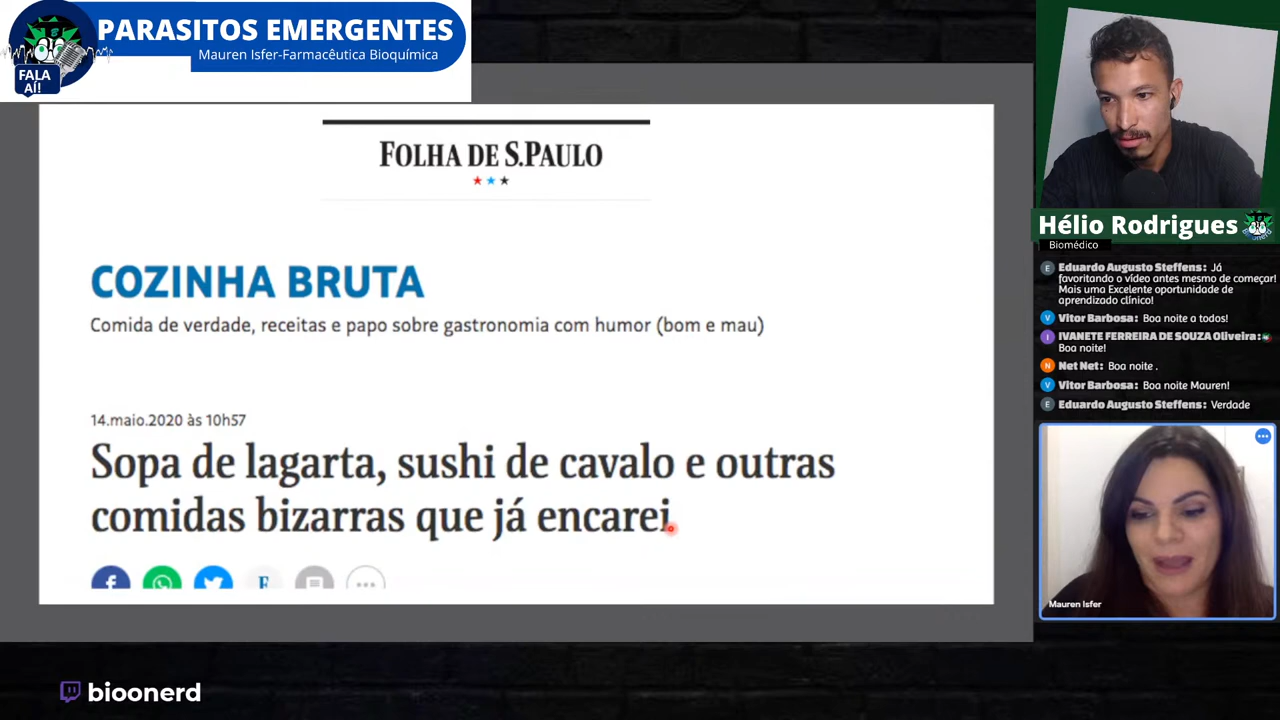 PARASITOS EMERGENTES
Mauren Isfer-Farmacêutica Bioquímica
FALA
AÍ!
FOLHA DE S.PAULO
COZINHA BRUTA
Comida de verdade, receitas e papo sobre gastronomia com humor (bom e mau)
14.maio.2020 às 10h57
Sopa de lagarta, sushi de cavalo e outras
comidas bizarras que já encarei
F
bioonerd
Hélio Rodrigues
Biomédico
E Eduardo Augusto Steffens: Já
favoritando o vídeo antes mesmo de começar!
Mais uma Excelente oportunidade de
aprendizado clínico!
V Vitor Barbosa: Boa noite a todos!
I IVANETE FERREIRA DE SOUZA Oliveira:
Boa noite!
N Net Net: Boa noite .
V Vitor Barbosa: Boa noite Mauren!
E Eduardo Augusto Steffens: Verdade
Mauren Isfer